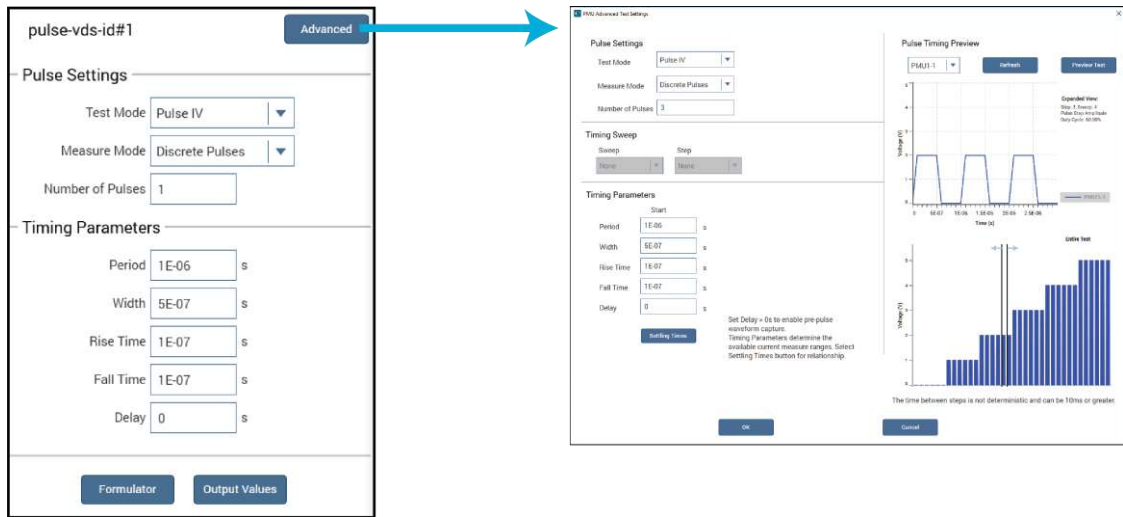 pulse-vds-id#1
Advanced
Pulse Settings
Test Mode Pulse IV
Measure Mode Discrete Pulses
Number of Pulses 1
Timing Parameters
Period 1E-06 s
Width 5E-07 s
Rise Time 1E-07 s
Fall Time 1E-07 s
Delay 0 s
Formulator Output Values
PMU Advanced Test Settings
Pulse Settings
Test Mode Pulse IV
Measure Mode Discrete Pulses
Number of Pulses 3
Timing Sweep
Sweep Step
None None
Timing Parameters
Start
Period 1E-06 s
Width 5E-07 s
Rise Time 1E-07 s
Fall Time 1E-07 s
Delay 0 s
Settling Times
Set Delay > 0s to enable pre-pulse
waveform capture.
Timing Parameters determine the
available current measure ranges. Select
Settling Times button for relationship.
OK Cancel
Pulse Timing Preview
PMU1-1 Refresh Preview Test
Expanded View:
Pulse Step Amplitude
Voltage (V)
PMU1-1
Time (s)
Entire Test
Voltage (V)
The time between steps is not deterministic and can be 10ms or greater.